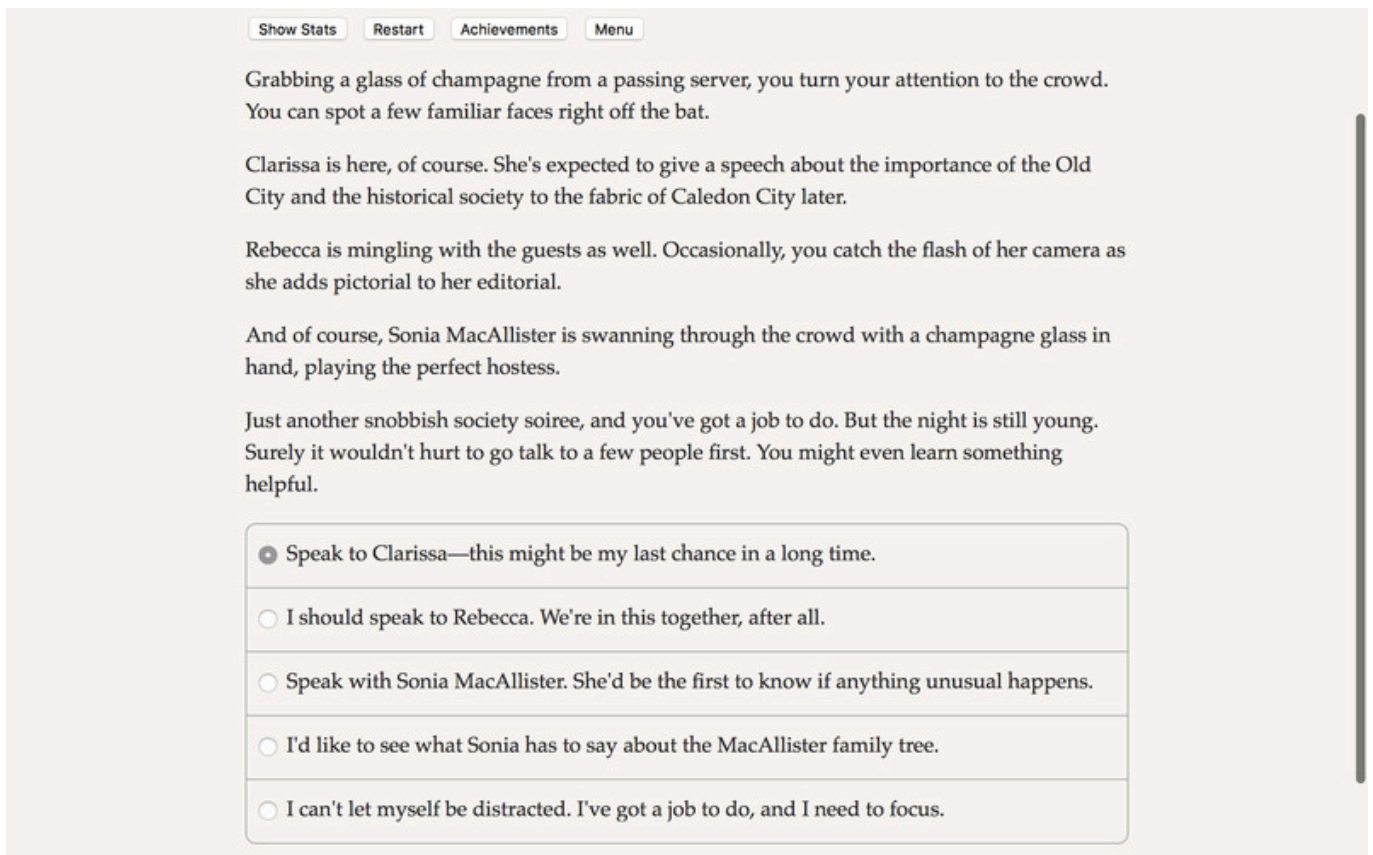 Show Stats Restart Achievements Menu
Grabbing a glass of champagne from a passing server, you turn your attention to the crowd.
You can spot a few familiar faces right off the bat.
Clarissa is here, of course. She's expected to give a speech about the importance of the Old
City and the historical society to the fabric of Caledon City later.
Rebecca is mingling with the guests as well. Occasionally, you catch the flash of her camera as
she adds pictorial to her editorial.
And of course, Sonia MacAllister is swanning through the crowd with a champagne glass in
hand, playing the perfect hostess.
Just another snobbish society soiree, and you've got a job to do. But the night is still young.
Surely it wouldn't hurt to go talk to a few people first. You might even learn something
helpful.
Speak to Clarissa—this might be my last chance in a long time.
I should speak to Rebecca. We're in this together, after all.
Speak with Sonia MacAllister. She'd be the first to know if anything unusual happens.
I'd like to see what Sonia has to say about the MacAllister family tree.
I can't let myself be distracted. I've got a job to do, and I need to focus.